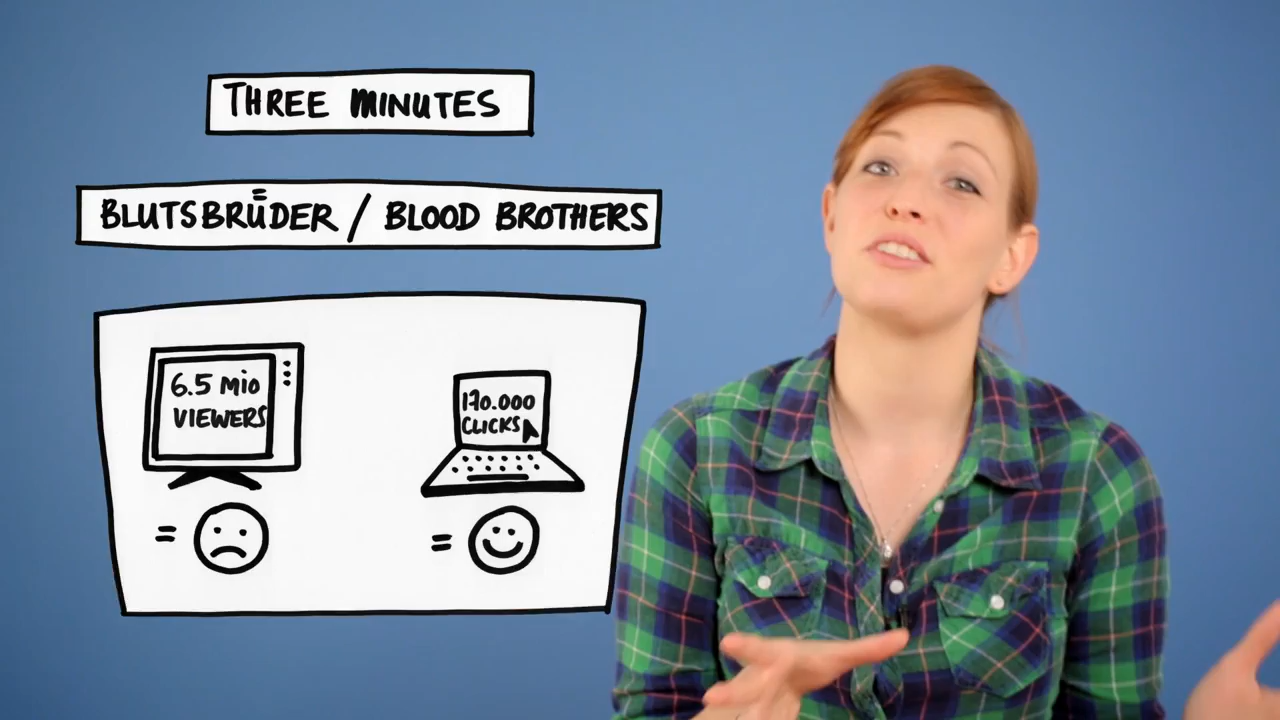 THREE MINUTES
BLUTSBRÜDER / BLOOD BROTHERS
6.5 mio
VIEWERS
170.000
CLICKS
=
=